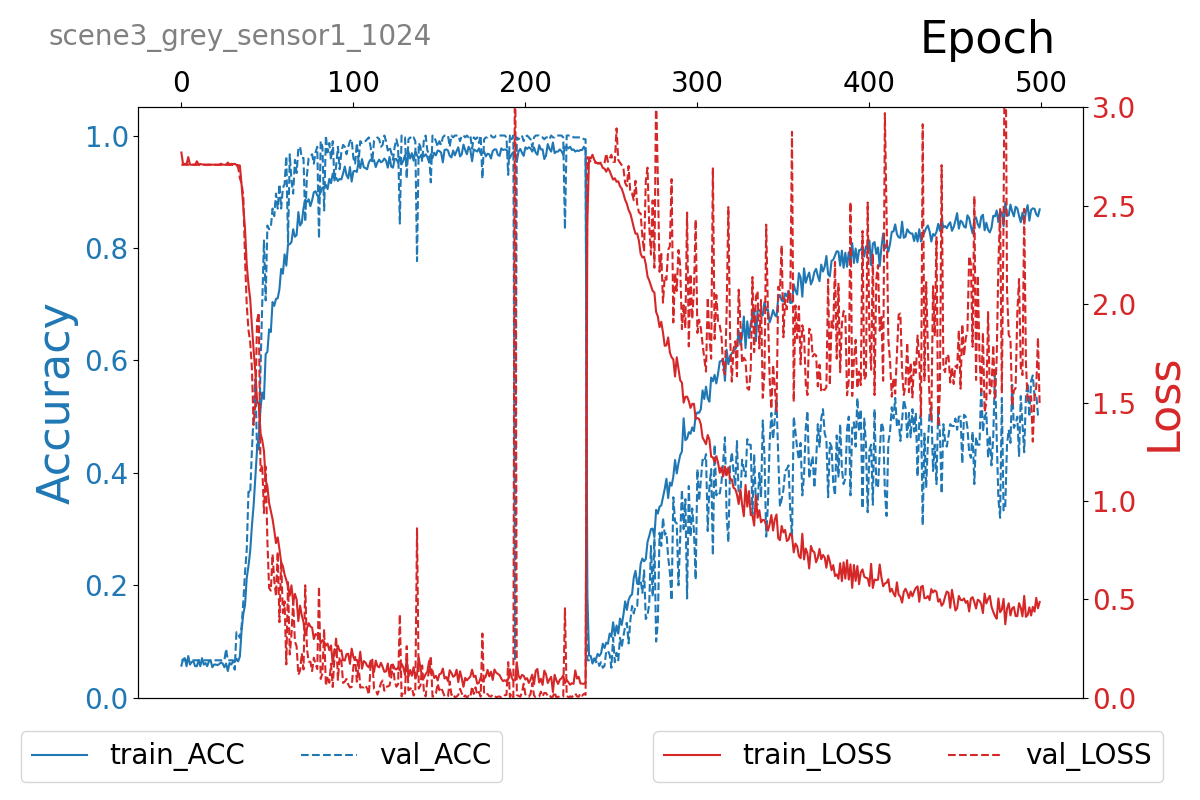 scene3_grey_sensor1_1024
Epoch
0 100 200 300 400 500
1.0
0.8
0.6
0.4
0.2
0.0
Accuracy
3.0
2.5
2.0
1.5
1.0
0.5
0.0
Loss
train_ACC val_ACC
train_LOSS val_LOSS